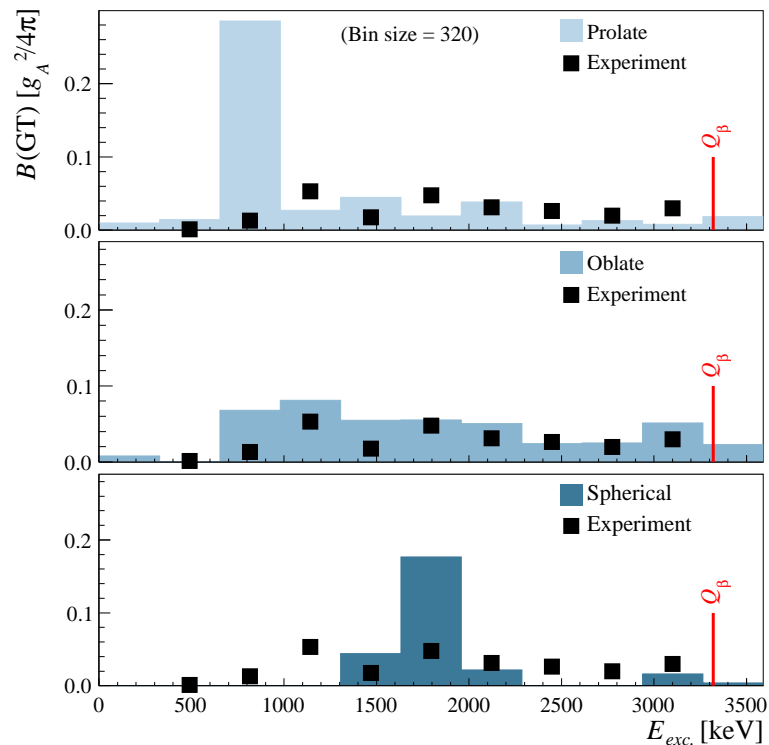 B(GT) [g_A^2/4π]
(Bin size = 320)
Prolate
Experiment
Q_β
0.2
0.1
0.0
Oblate
Experiment
Q_β
0.2
0.1
0.0
Spherical
Experiment
Q_β
0.2
0.1
0.0
0 500 1000 1500 2000 2500 3000 3500
E_exc. [keV]